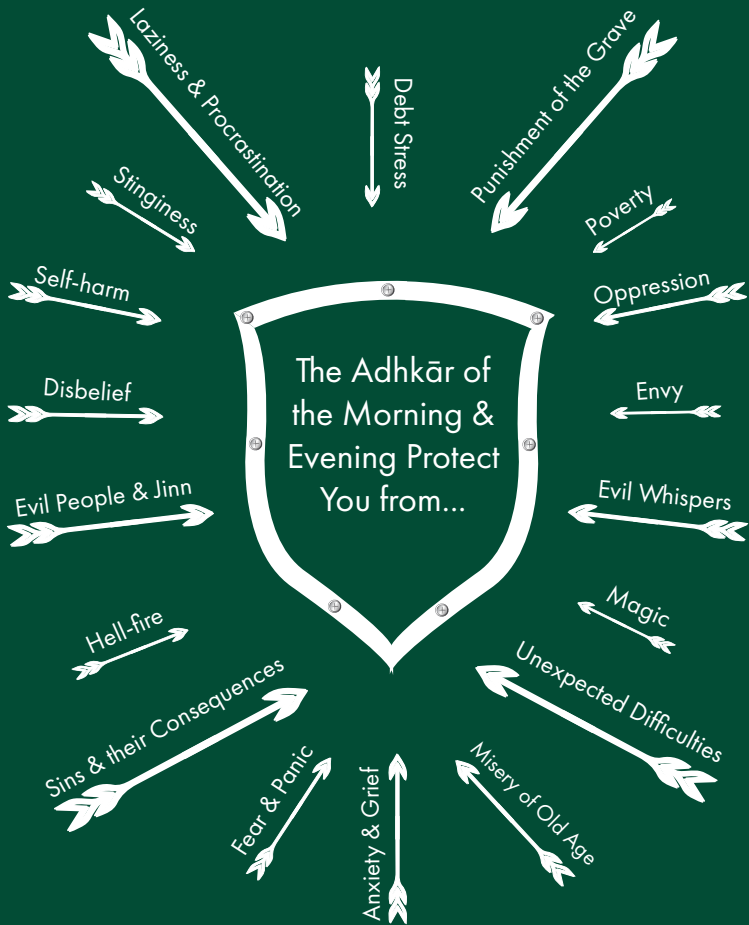 The Adhkār of
the Morning &
Evening Protect
You from...
Debt Stress
Punishment of the Grave
Poverty
Oppression
Envy
Evil Whispers
Magic
Unexpected Difficulties
Misery of Old Age
Anxiety & Grief
Fear & Panic
Sins & their Consequences
Hell-fire
Evil People & Jinn
Disbelief
Self-harm
Stinginess
Laziness & Procrastination